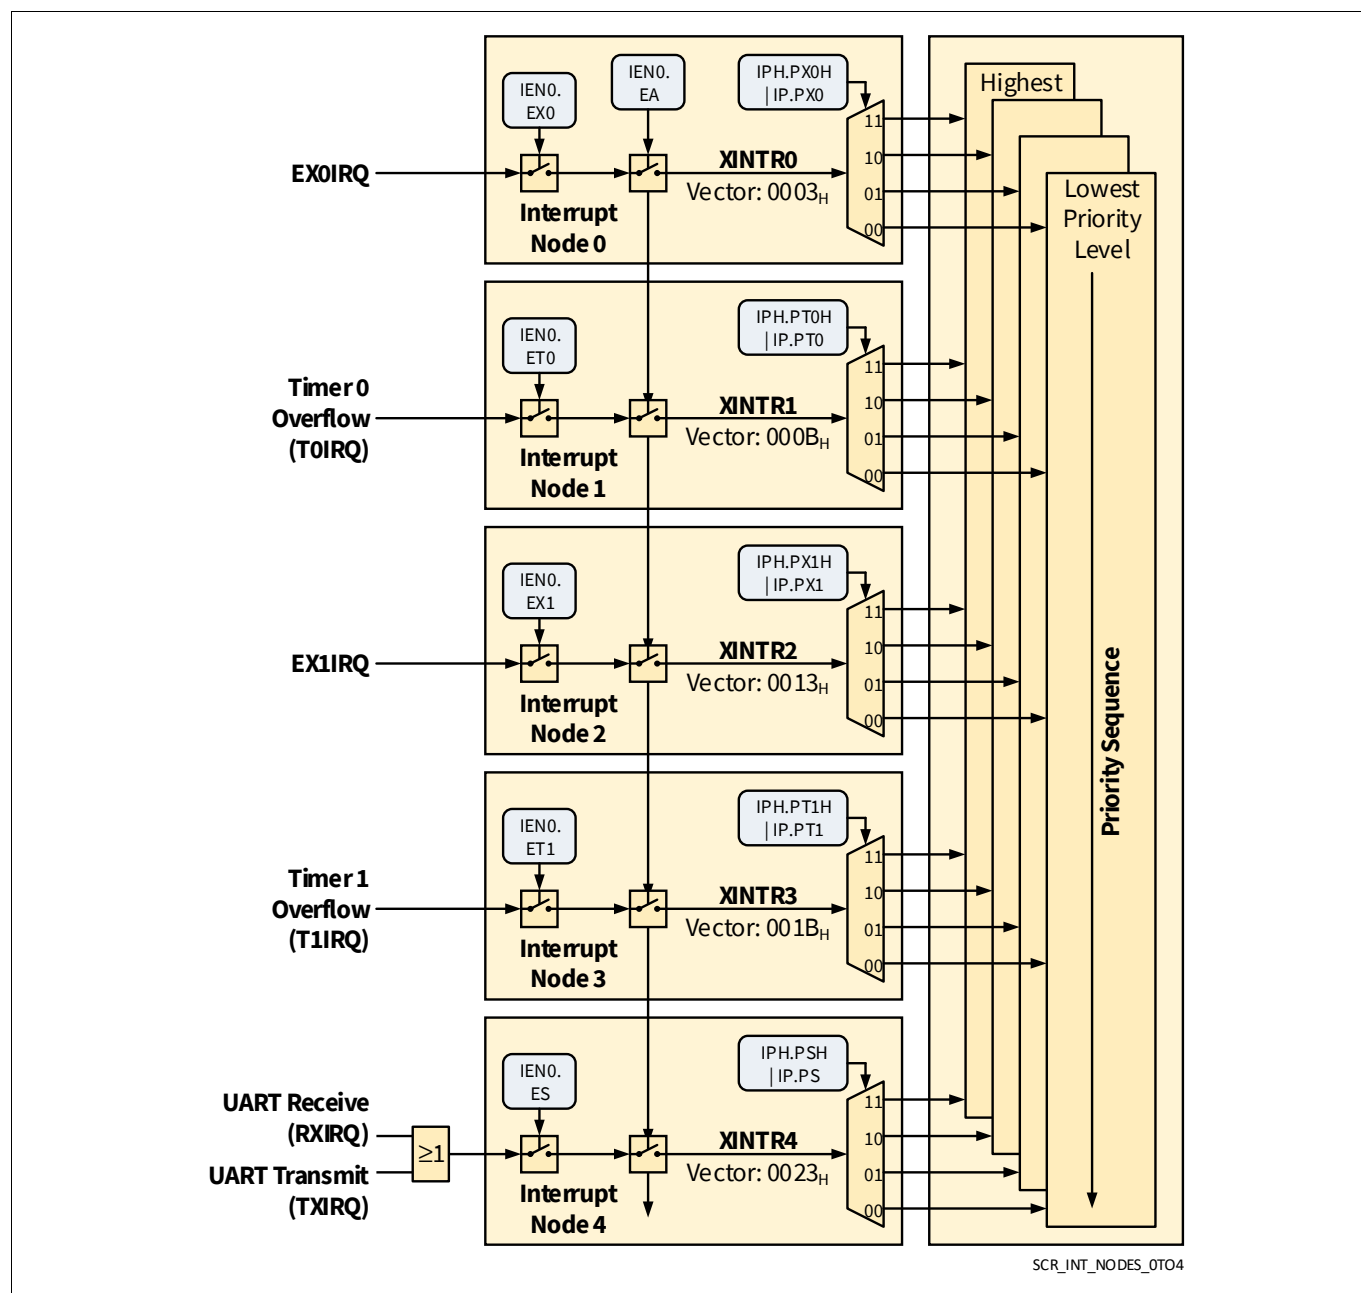 IEN0.
EX0
IEN0.
EA
IPH.PX0H
| IP.PX0
11
10
01
00
EX0IRQ
XINTR0
Vector: 0003H
Interrupt
Node 0
Highest
Lowest
Priority
Level
Priority Sequence
IEN0.
ET0
IPH.PT0H
| IP.PT0
11
10
01
00
Timer 0
Overflow
(T0IRQ)
XINTR1
Vector: 000BH
Interrupt
Node 1
IEN0.
EX1
IPH.PX1H
| IP.PX1
11
10
01
00
EX1IRQ
XINTR2
Vector: 0013H
Interrupt
Node 2
IEN0.
ET1
IPH.PT1H
| IP.PT1
11
10
01
00
Timer 1
Overflow
(T1IRQ)
XINTR3
Vector: 001BH
Interrupt
Node 3
IEN0.
ES
IPH.PSH
| IP.PS
11
10
01
00
UART Receive
(RXIRQ)
≥1
UART Transmit
(TXIRQ)
XINTR4
Vector: 0023H
Interrupt
Node 4
SCR_INT_NODES_0TO4